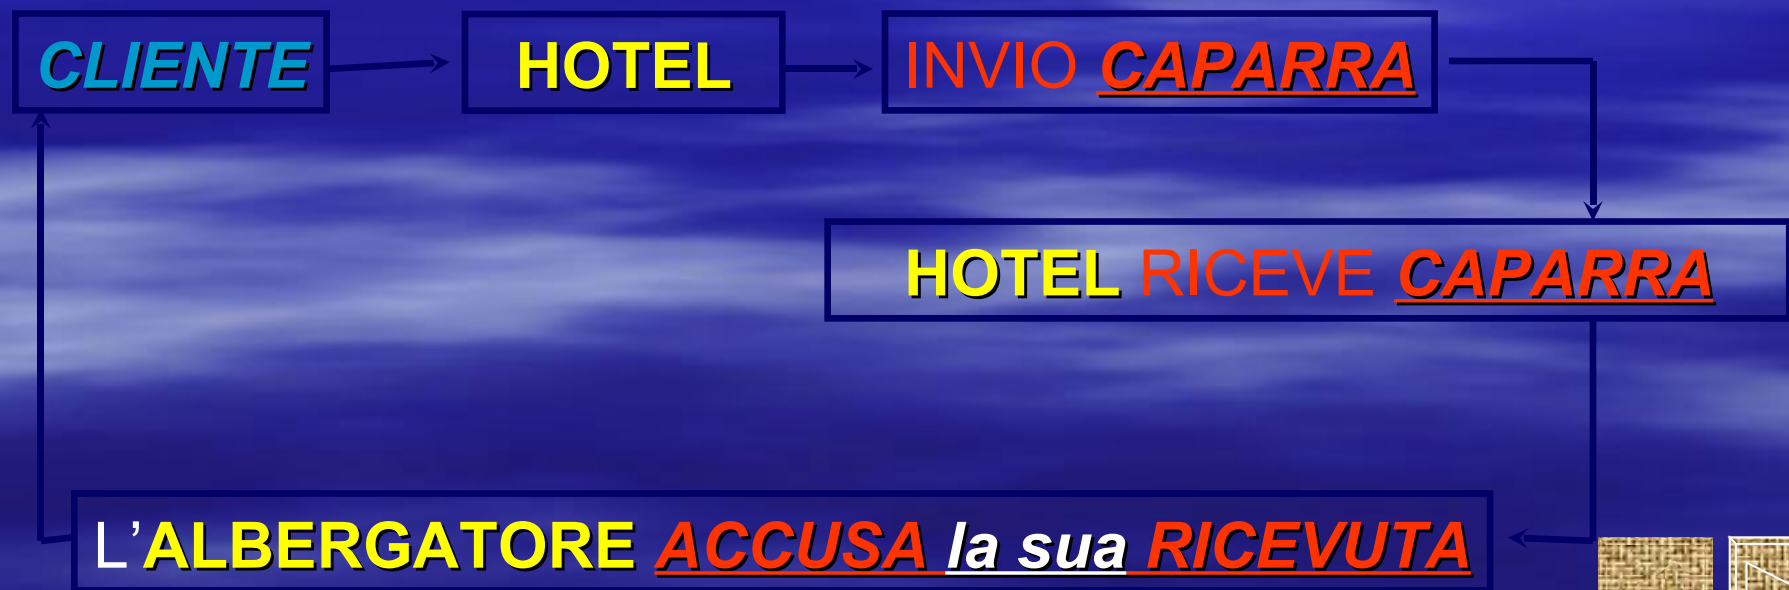 CLIENTE
HOTEL
INVIO CAPARRA
HOTEL RICEVE CAPARRA
L’ALBERGATORE ACCUSA la sua RICEVUTA